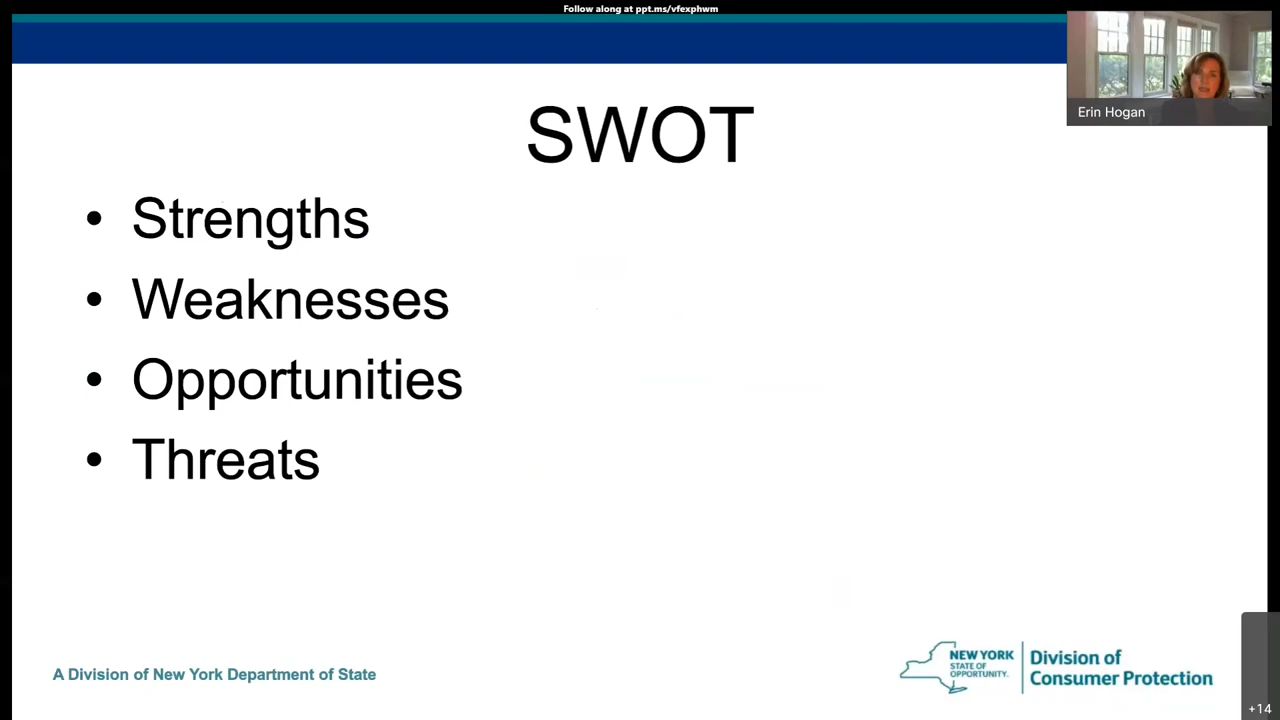 Follow along at ppt.ms/vfexphwm
Erin Hogan
SWOT
• Strengths
• Weaknesses
• Opportunities
• Threats
A Division of New York Department of State
NEW YORK
STATE OF
OPPORTUNITY.
Division of
Consumer Protection
+14